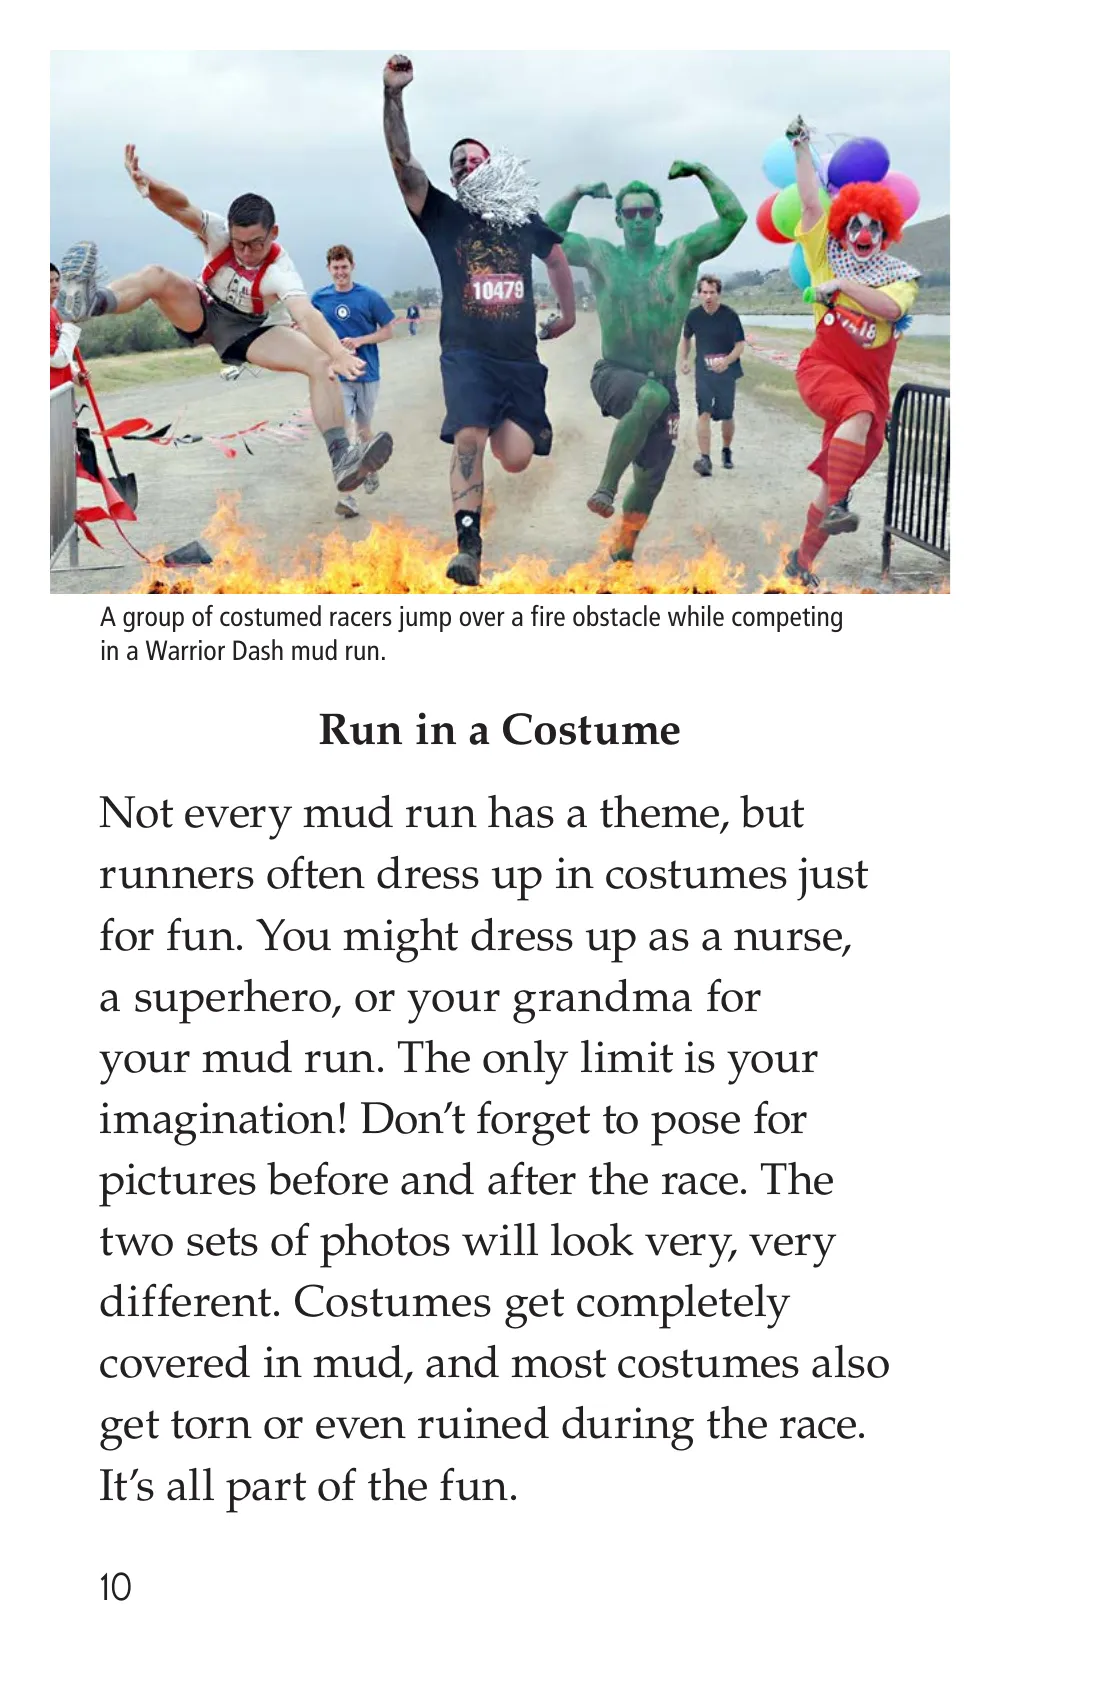 10479
A group of costumed racers jump over a fire obstacle while competing
in a Warrior Dash mud run.
Run in a Costume
Not every mud run has a theme, but
runners often dress up in costumes just
for fun. You might dress up as a nurse,
a superhero, or your grandma for
your mud run. The only limit is your
imagination! Don’t forget to pose for
pictures before and after the race. The
two sets of photos will look very, very
different. Costumes get completely
covered in mud, and most costumes also
get torn or even ruined during the race.
It’s all part of the fun.
10